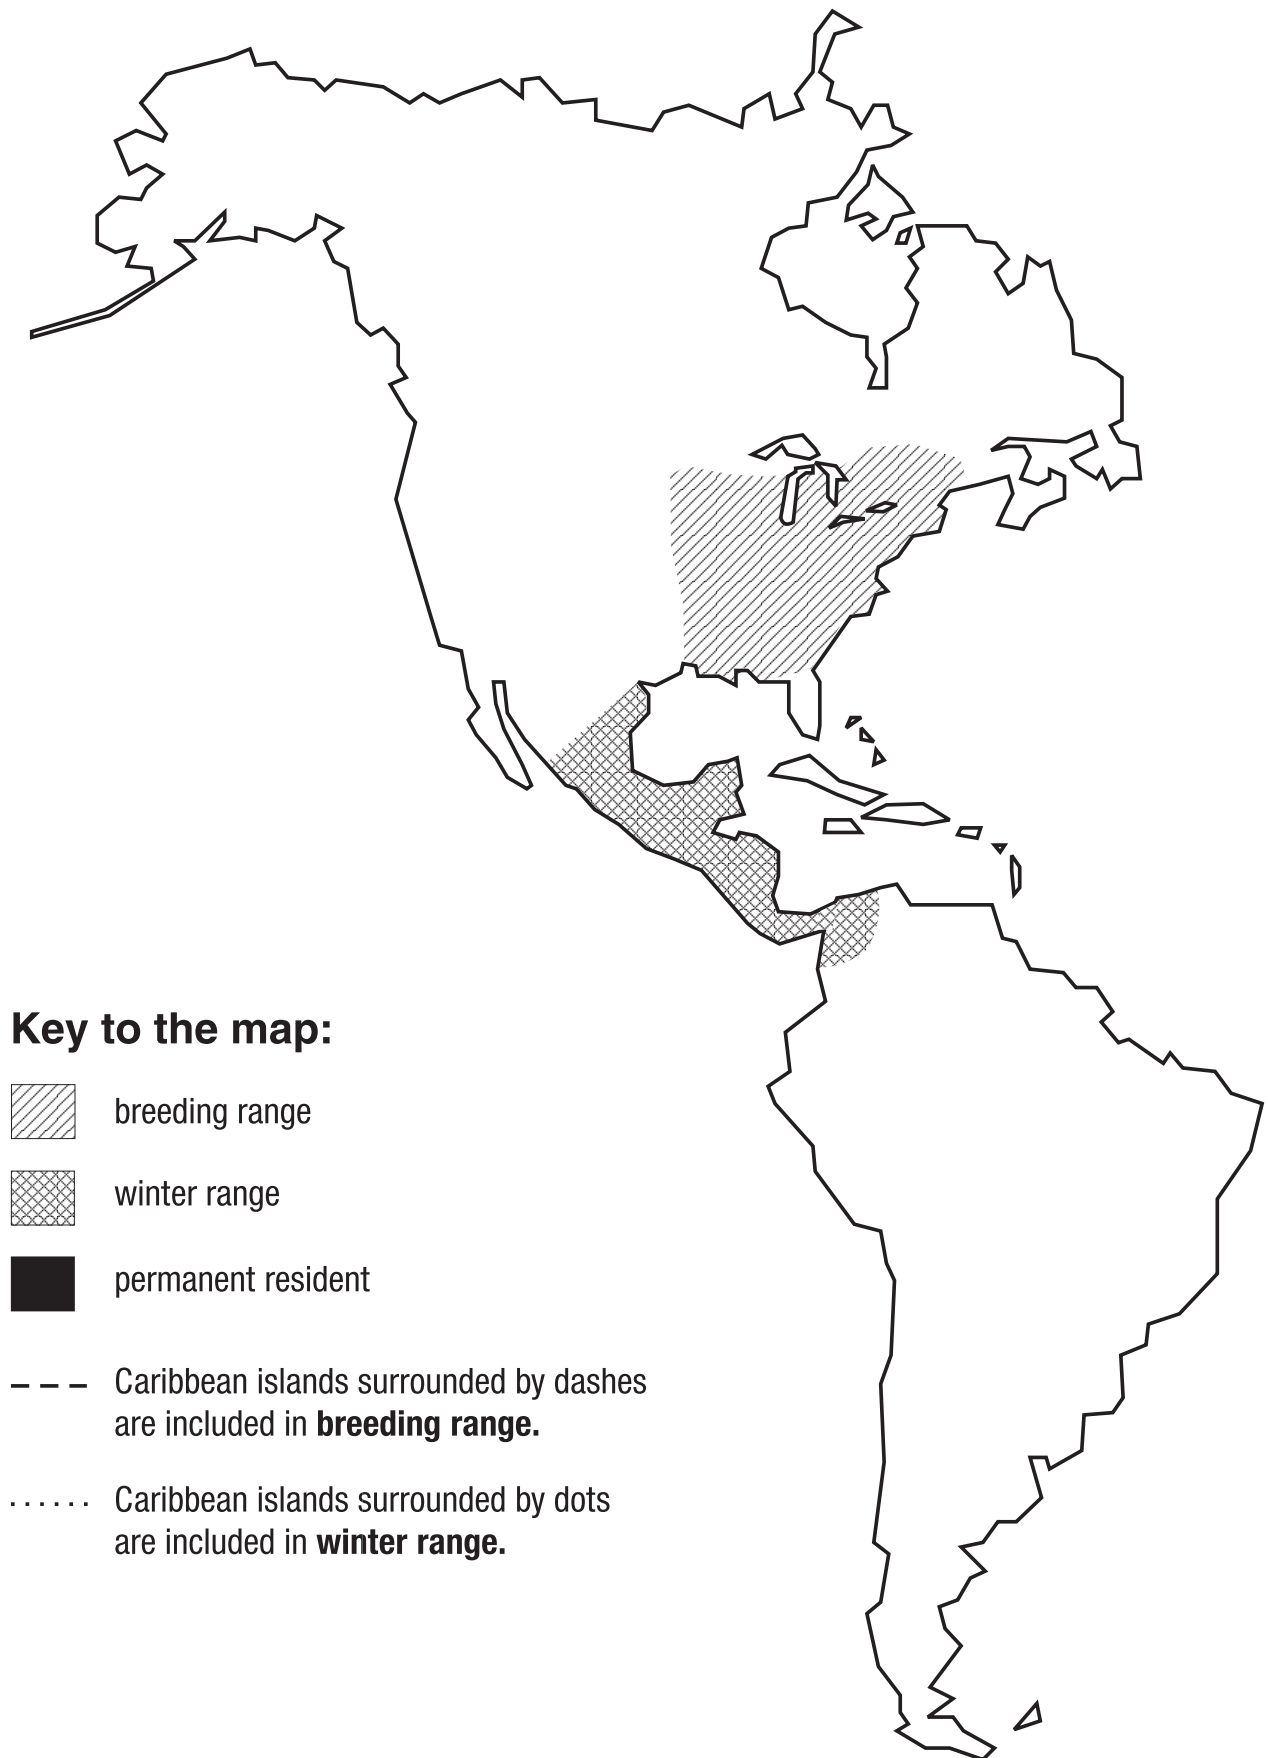 Key to the map:
breeding range
winter range
permanent resident
Caribbean islands surrounded by dashes
are included in breeding range.
Caribbean islands surrounded by dots
are included in winter range.